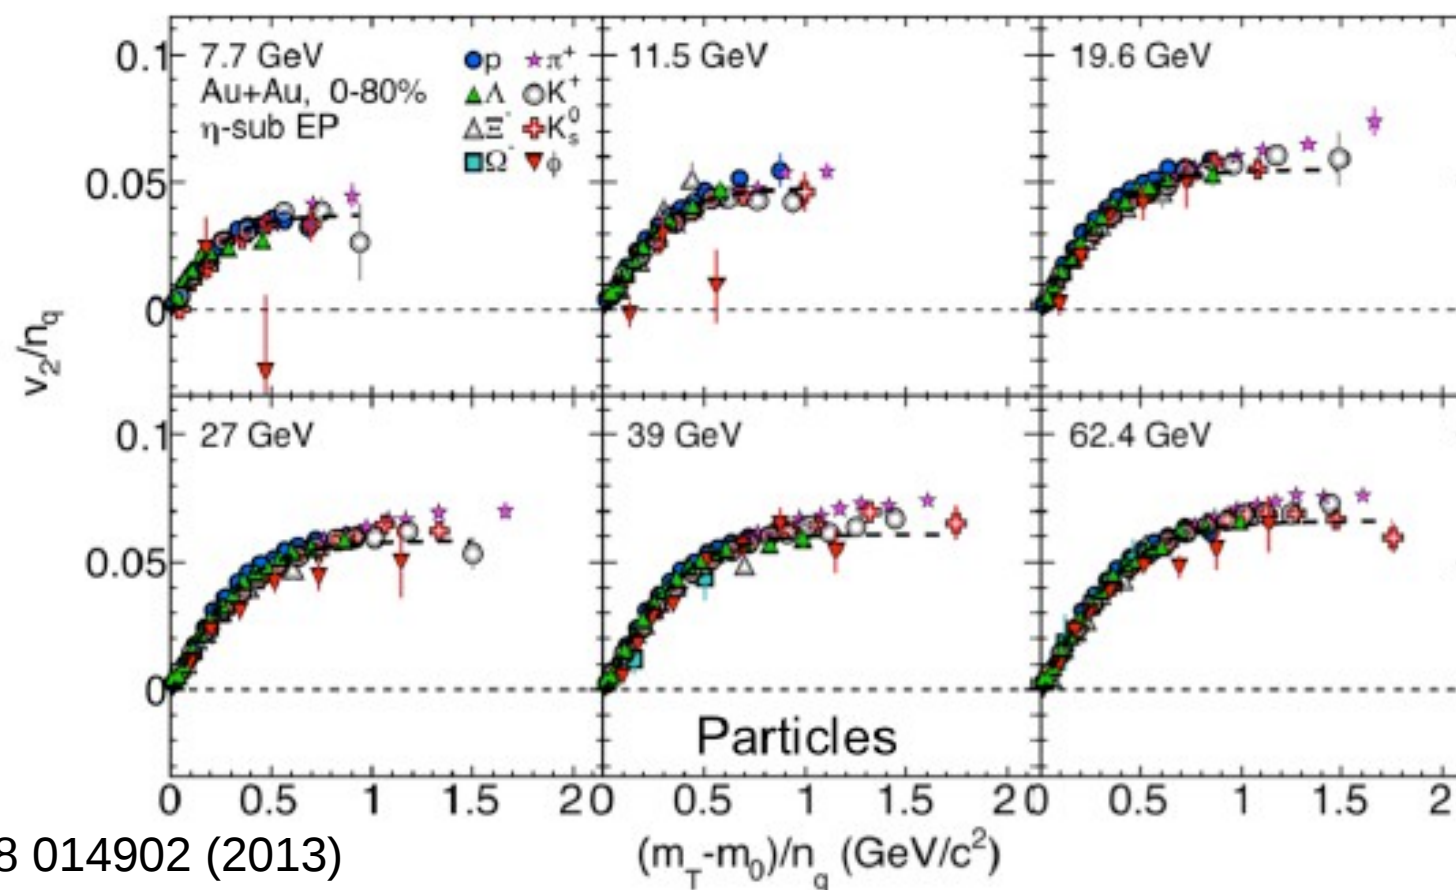 0.1 7.7 GeV p π⁺ 11.5 GeV 19.6 GeV
Au+Au, 0-80% Λ K⁺
η-sub EP Ξ⁻ K⁰ₛ
Ω⁻ ϕ
0.05
0
v₂/n_q
0.1 27 GeV 39 GeV 62.4 GeV
0.05
0
Particles
0 0.5 1 1.5 2 0 0.5 1 1.5 2 0 0.5 1 1.5 2
8 014902 (2013) (m_T-m₀)/n_q (GeV/c²)